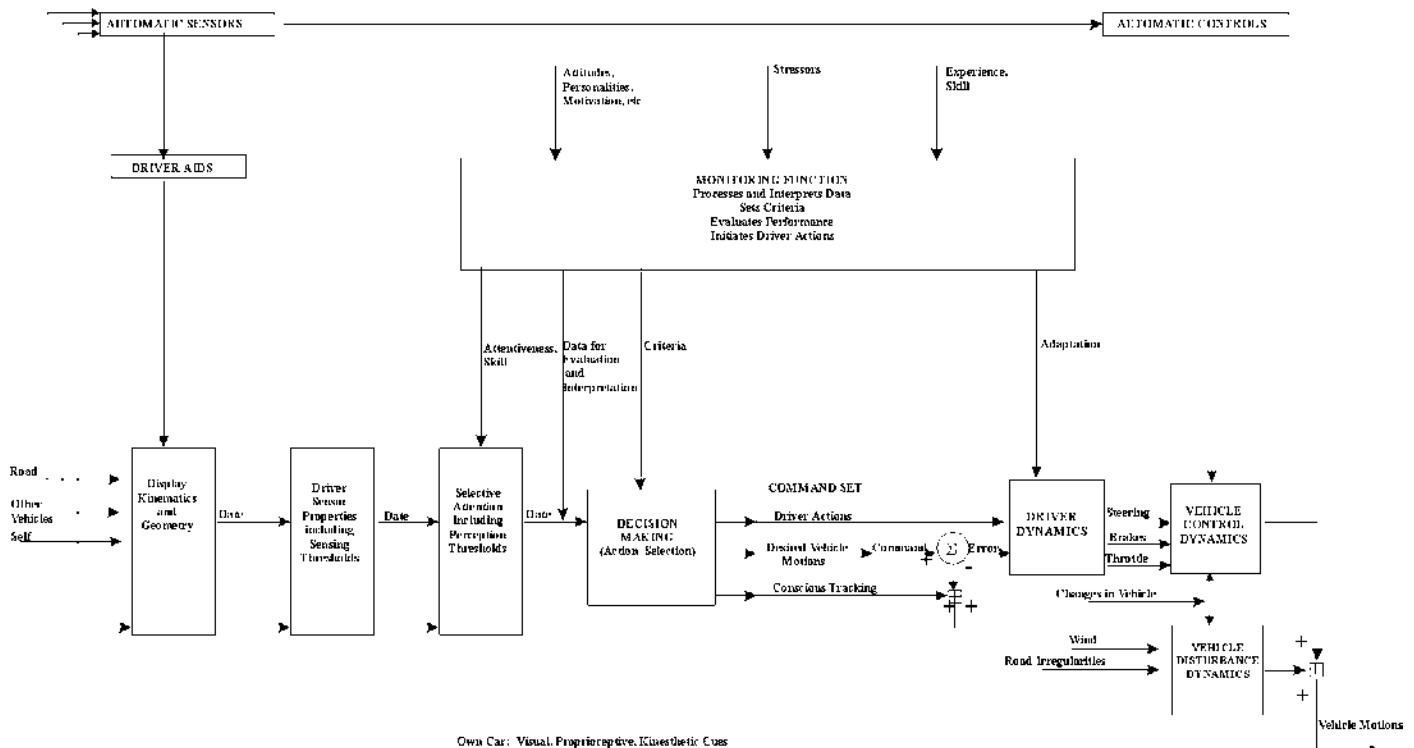 AUTOMATIC SENSORS
AUTOMATIC CONTROLS
Attitudes,
Personalities,
Motivation, etc
Stressors
Experience,
Skill
DRIVER AIDS
MONITORING FUNCTION
Processes and Interprets Data
Sets Criteria
Evaluates Performance
Initiates Driver Actions
Attentiveness,
Skill
Data for
Evaluation
and
Interpretation
Criteria
Adaptation
Road
Other
Vehicles
Self
Display
Kinematics
and
Geometry
Date
Driver
Sensor
Properties
including
Sensing
Thresholds
Date
Selective
Attention
Including
Perception
Thresholds
Date
DECISION
MAKING
(Action Selection)
COMMAND SET
Driver Actions
Desired Vehicle
Motions
Command
+
Σ
-
Error
Conscious Tracking
+ +
DRIVER
DYNAMICS
Steering
Brakes
Throttle
VEHICLE
CONTROL
DYNAMICS
Changes in Vehicle
Wind
Road Irregularities
VEHICLE
DISTURBANCE
DYNAMICS
+
+
Vehicle Motions
Own Car: Visual, Proprioceptive, Kinesthetic Cues